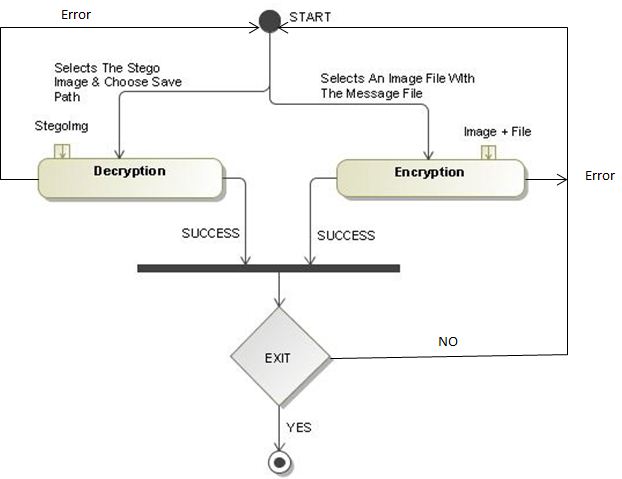 Error
START
Selects The Stego
Image & Choose Save
Path
Selects An Image File WIth
The Message File
StegoImg
Image + File
Decryption
Encryption
Error
SUCCESS
SUCCESS
EXIT
NO
YES